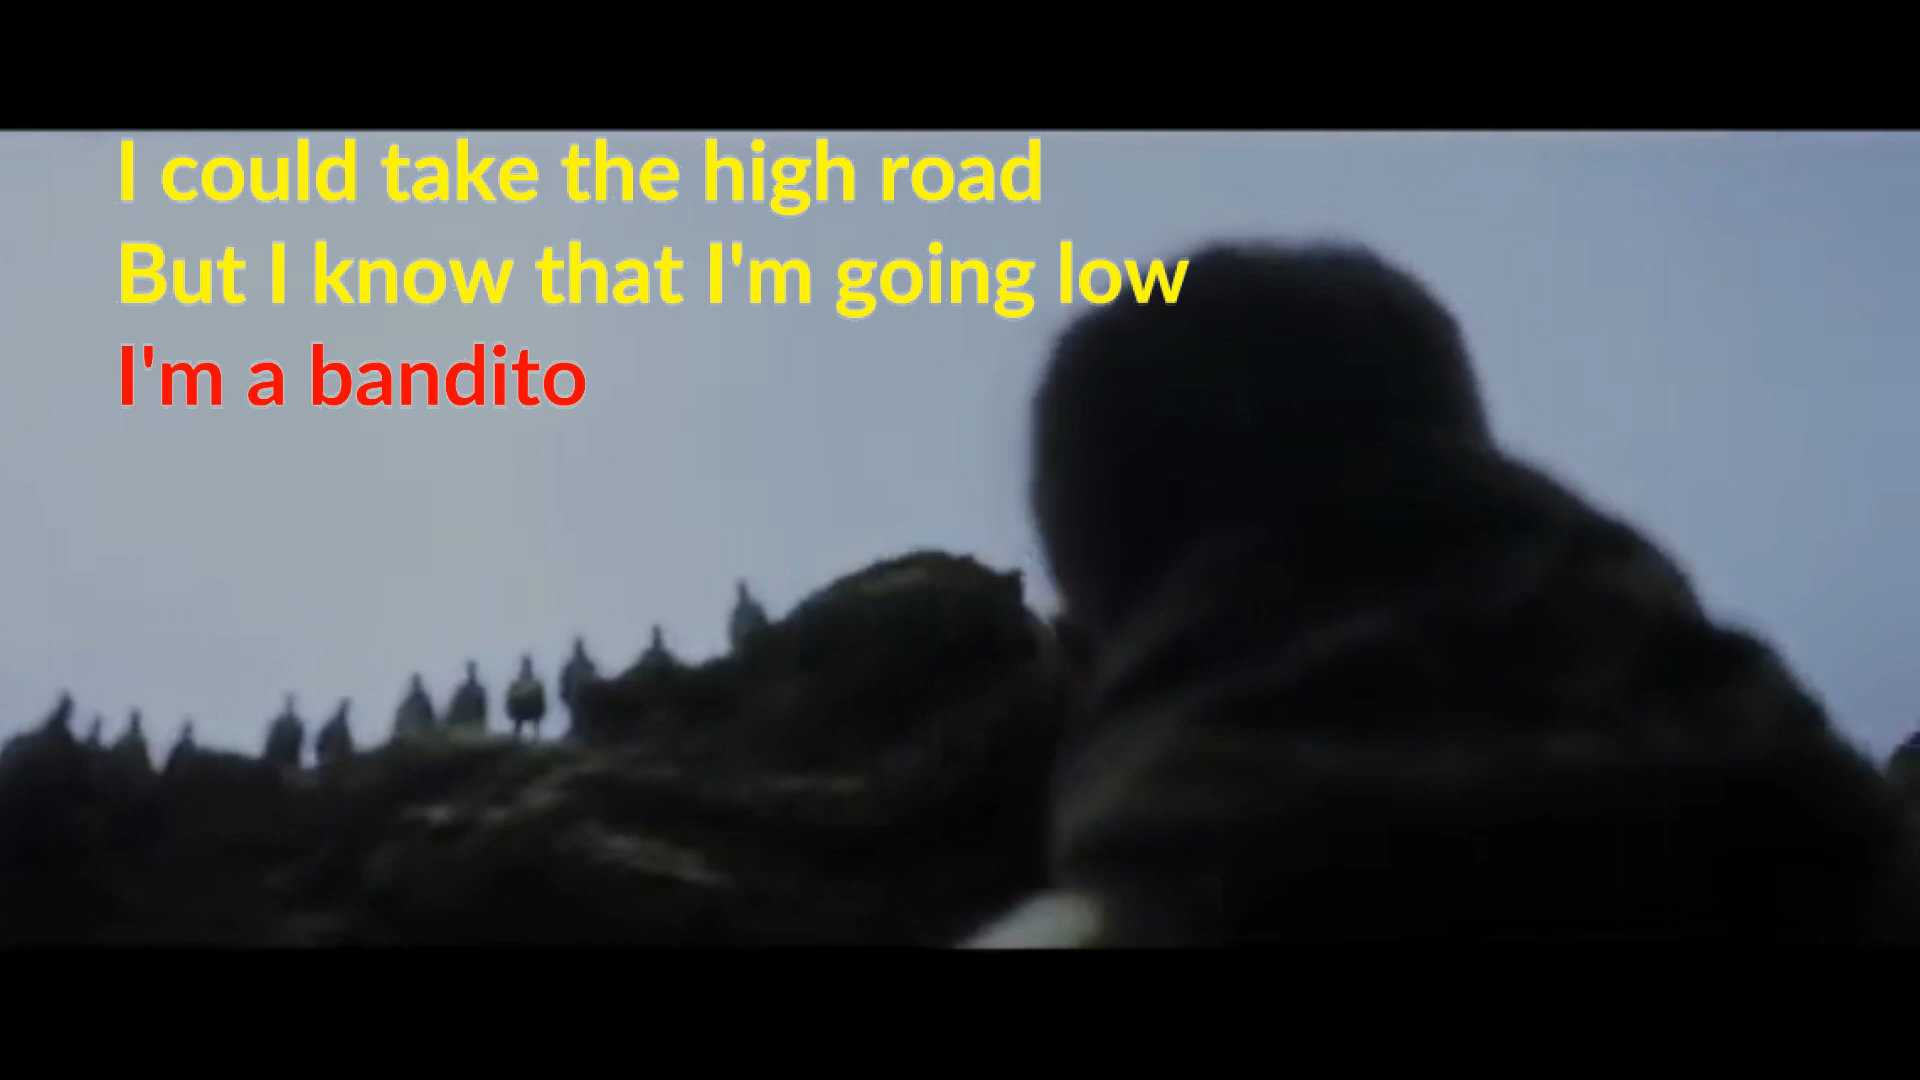 I could take the high road
But I know that I'm going low
I'm a bandito